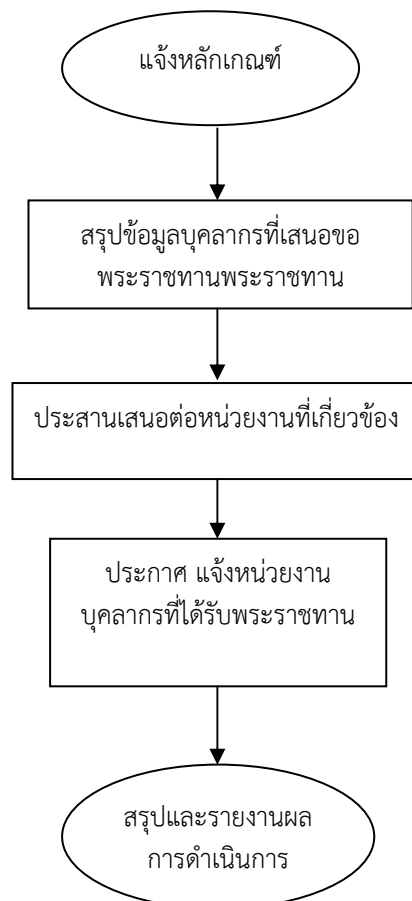 แจ้งหลักเกณฑ์
สรุปข้อมูลบุคลากรที่เสนอขอ
พระราชทานพระราชทาน
ประสานเสนอต่อหน่วยงานที่เกี่ยวข้อง
ประกาศ แจ้งหน่วยงาน
บุคลากรที่ได้รับพระราชทาน
สรุปและรายงานผล
การดำเนินการ